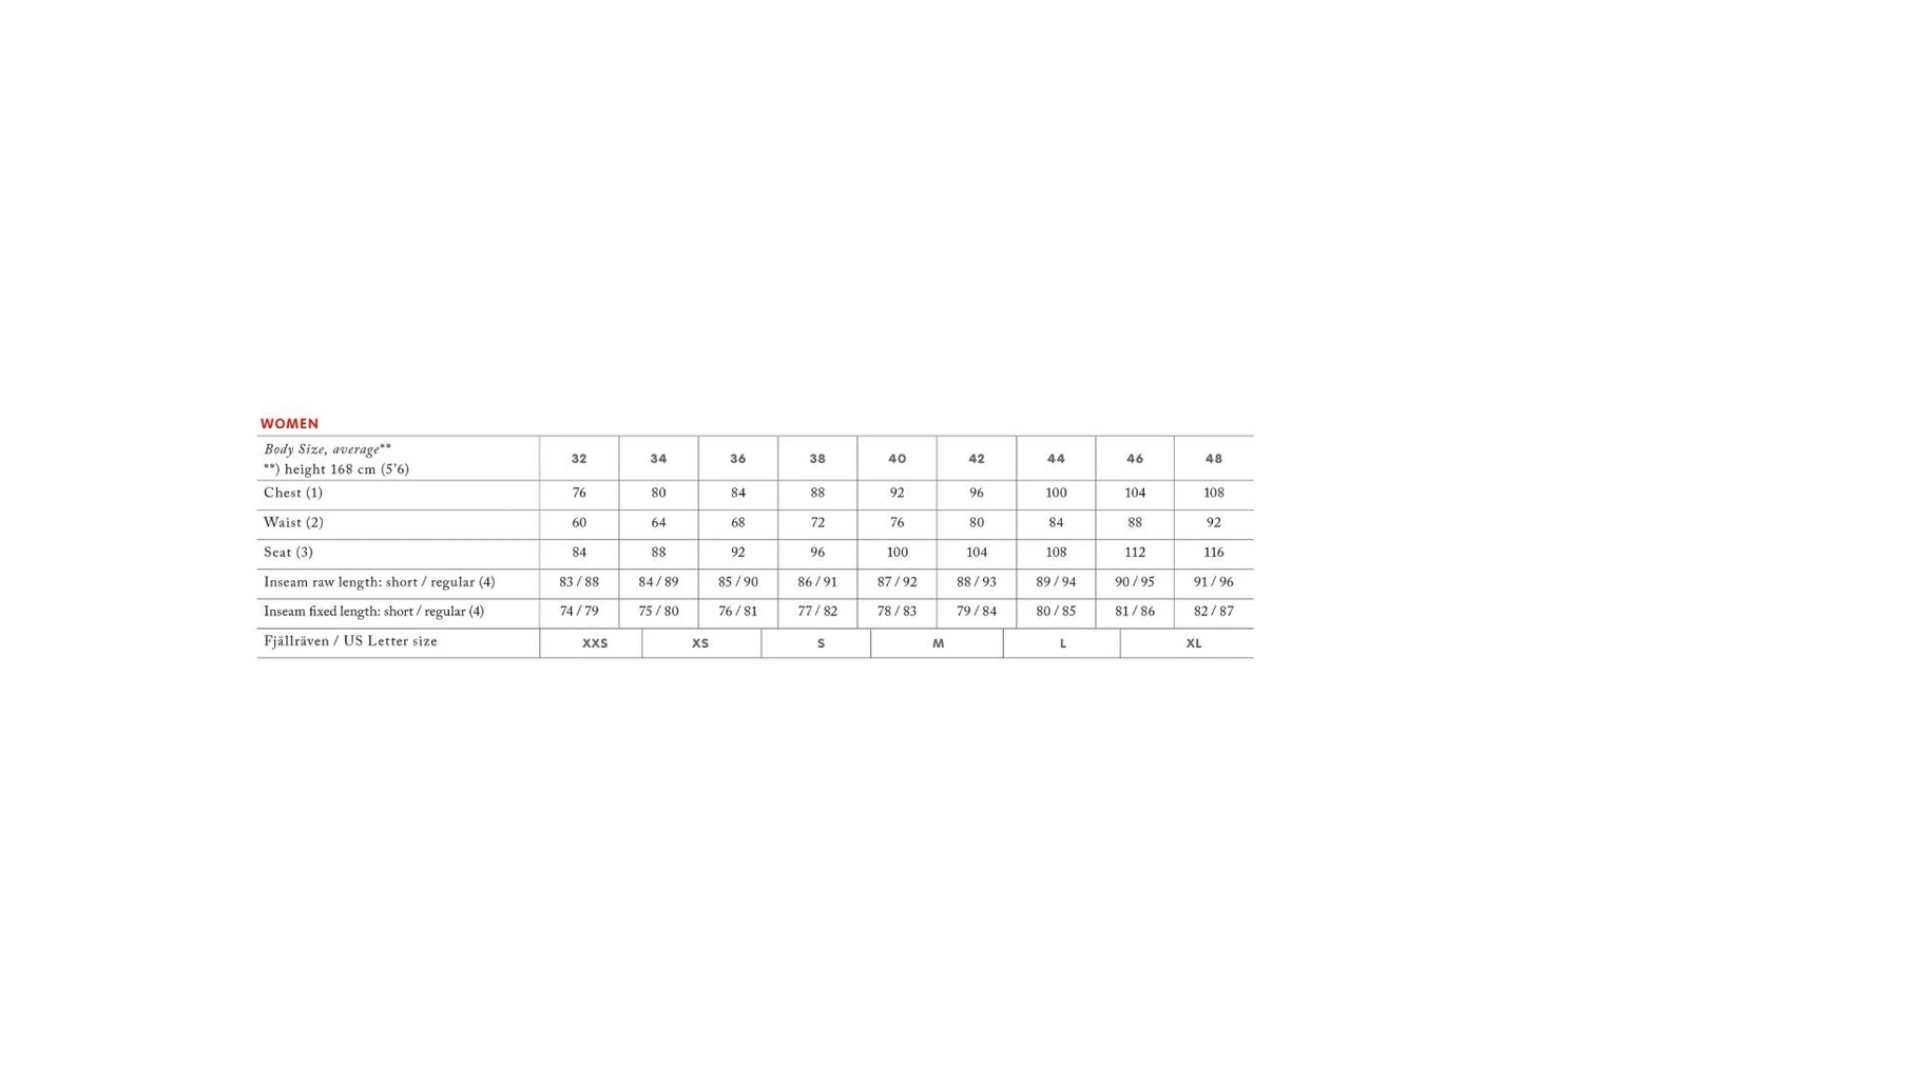 WOMEN
Body Size, average**
**) height 168 cm (5'6) 32 34 36 38 40 42 44 46 48
Chest (1) 76 80 84 88 92 96 100 104 108
Waist (2) 60 64 68 72 76 80 84 88 92
Seat (3) 84 88 92 96 100 104 108 112 116
Inseam raw length: short / regular (4) 83 / 88 84 / 89 85 / 90 86 / 91 87 / 92 88 / 93 89 / 94 90 / 95 91 / 96
Inseam fixed length: short / regular (4) 74 / 79 75 / 80 76 / 81 77 / 82 78 / 83 79 / 84 80 / 85 81 / 86 82 / 87
Fjällräven / US Letter size XXS XS S M L XL